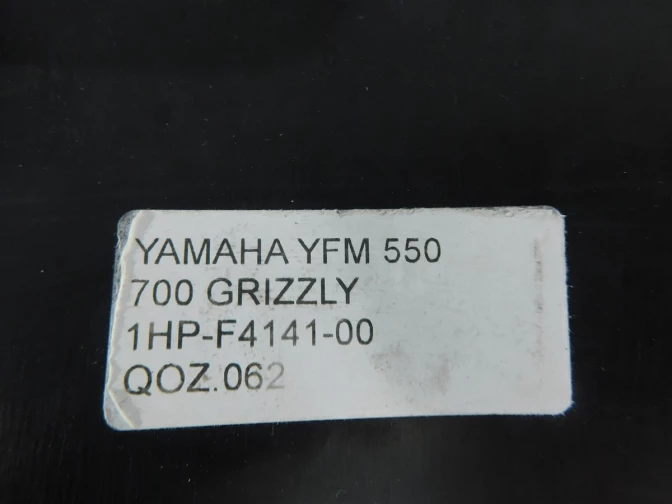 YAMAHA YFM 550
700 GRIZZLY
1HP-F4141-00
QOZ.062